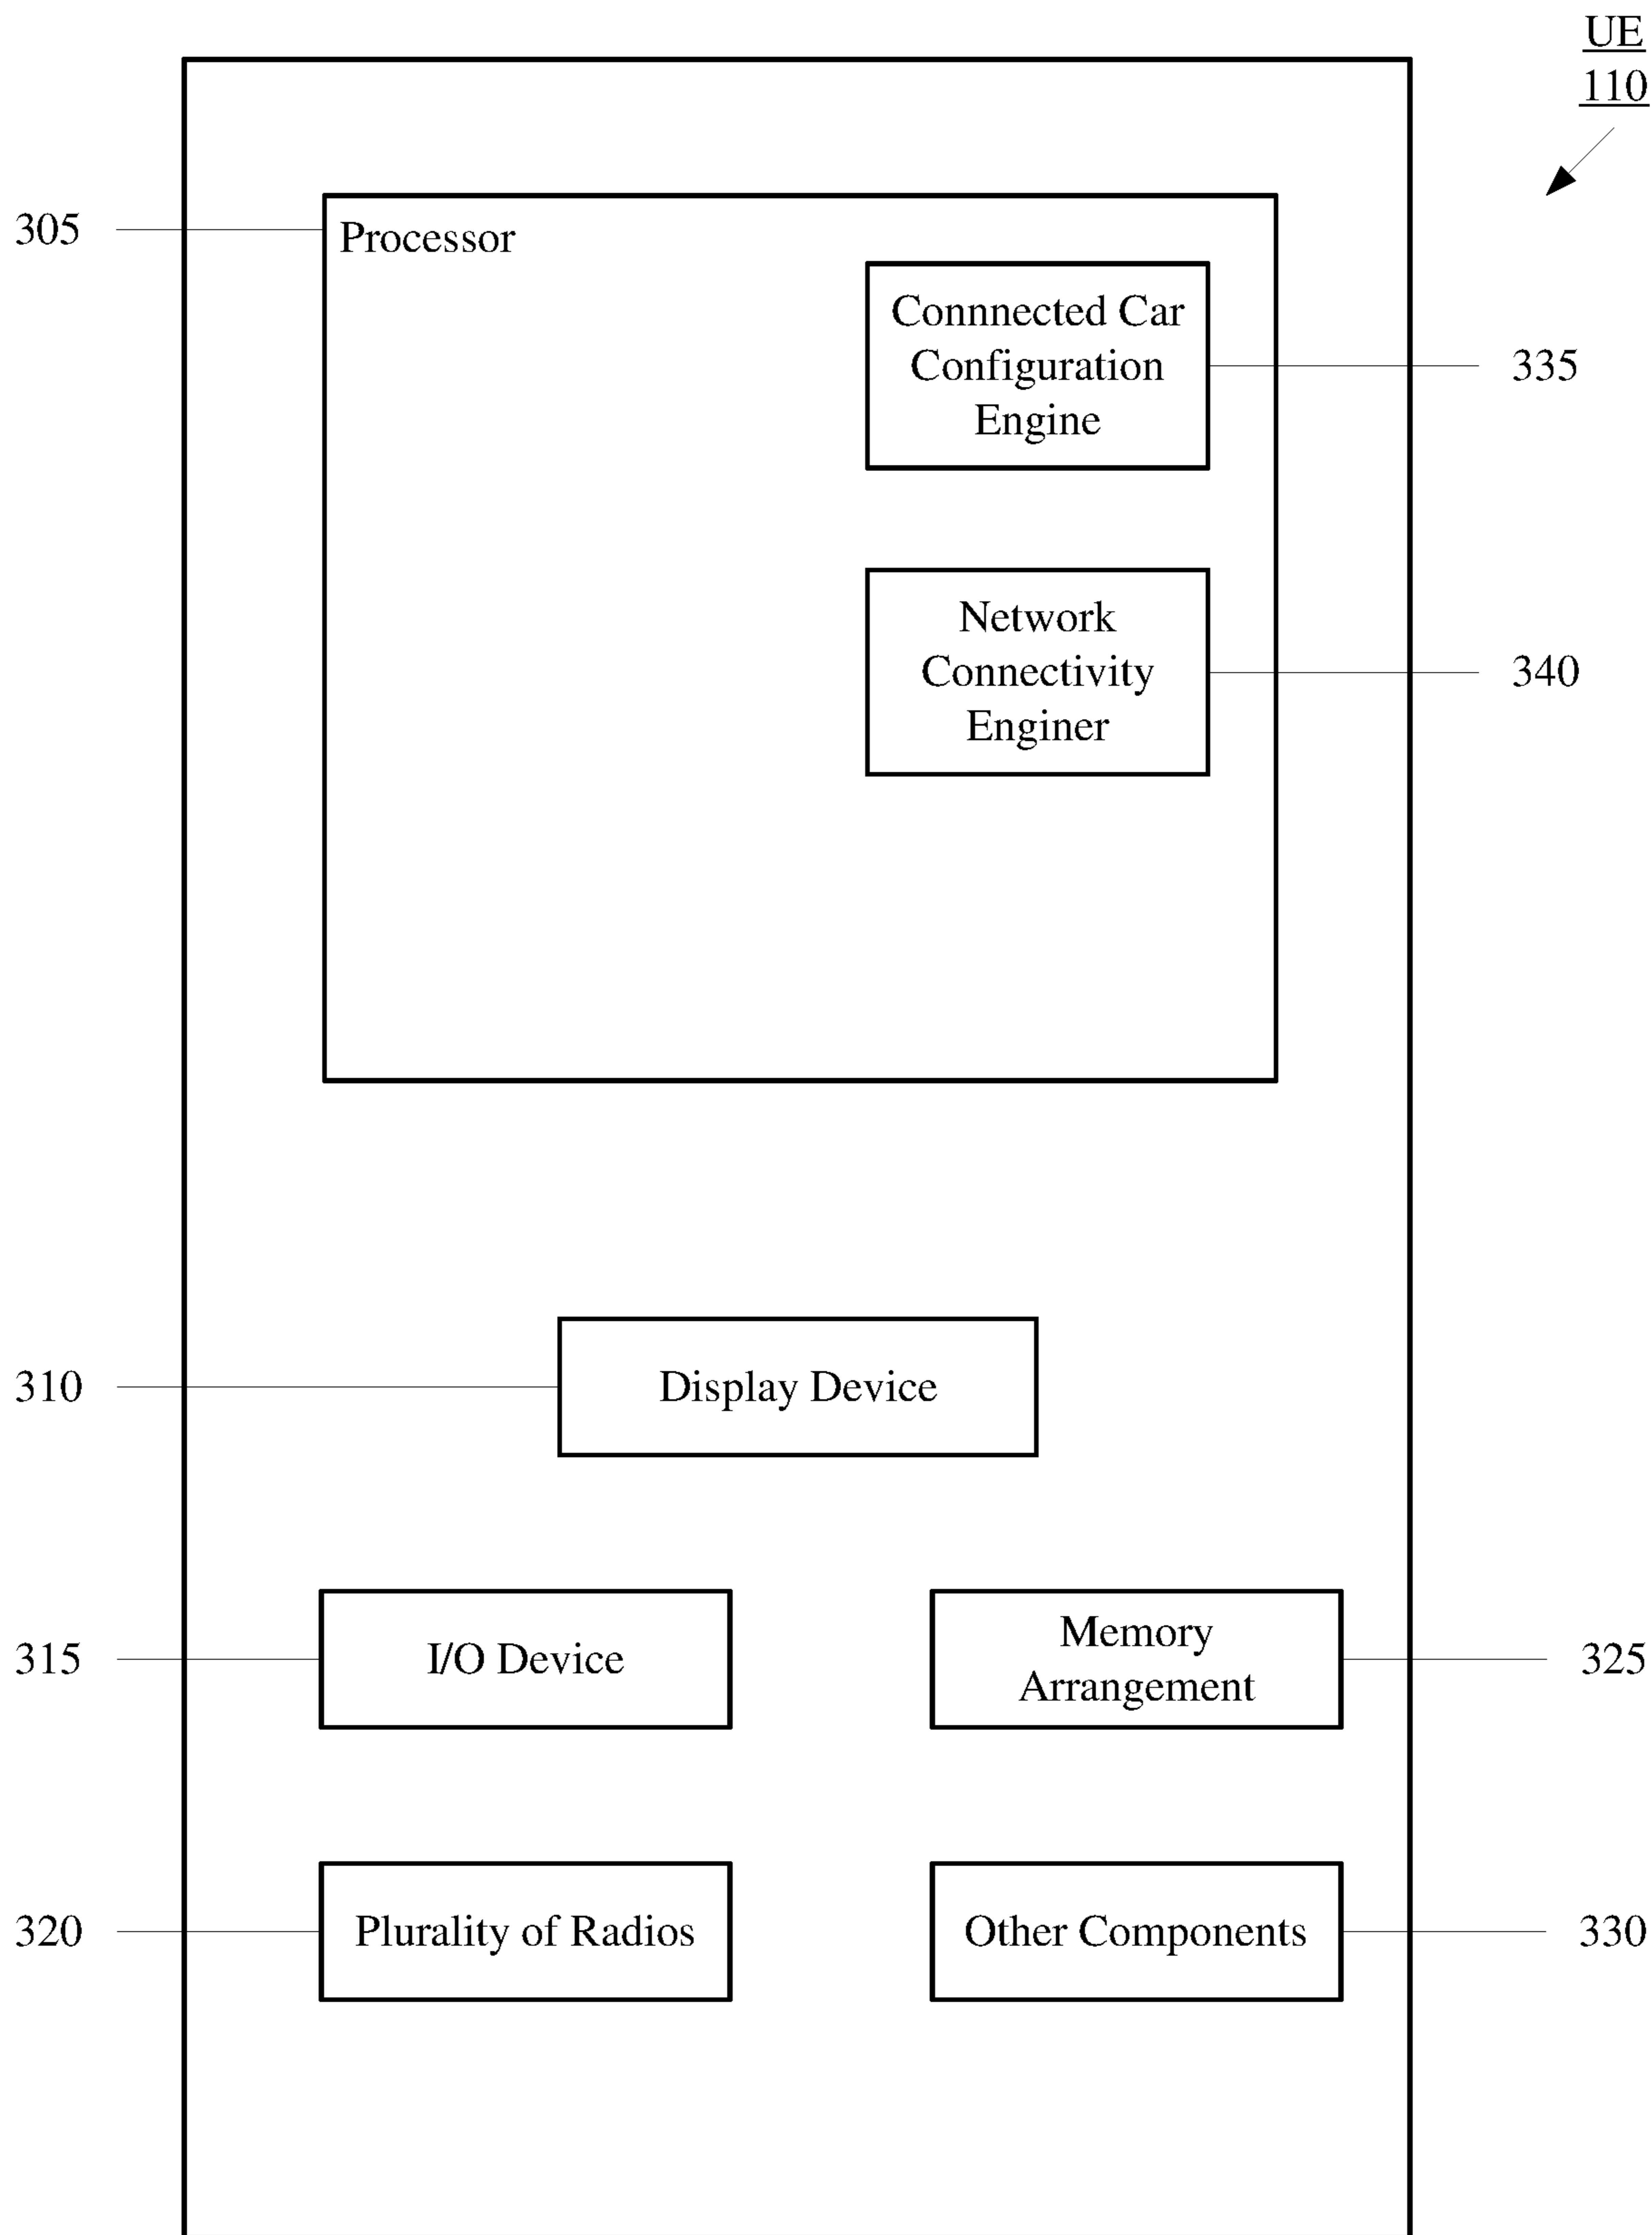 UE
110
305
Processor
Connnected Car
Configuration
Engine
335
Network
Connectivity
Enginer
340
310
Display Device
315
I/O Device
Memory
Arrangement
325
320
Plurality of Radios
Other Components
330